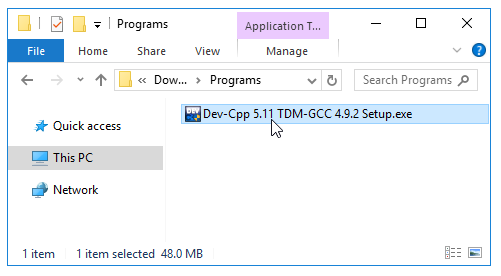 Programs
Application T...
File
Home
Share
View
Manage
« Dow... Programs
Search Programs
Quick access
This PC
Network
Dev-Cpp 5.11 TDM-GCC 4.9.2 Setup.exe
1 item 1 item selected 48.0 MB